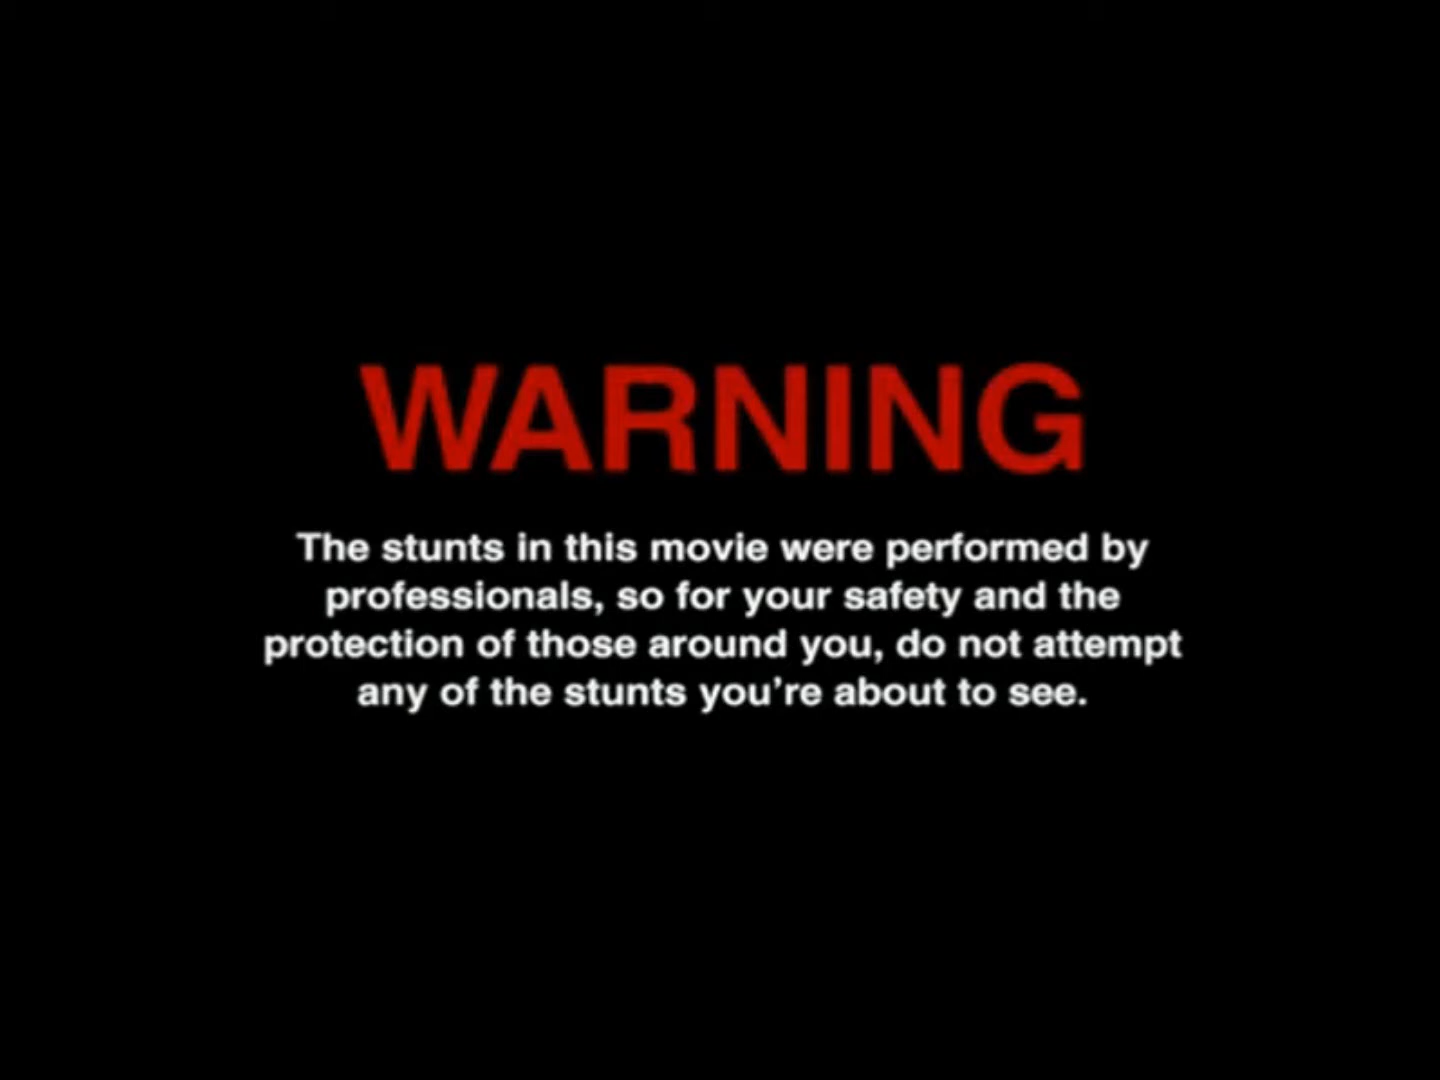 WARNING
The stunts in this movie were performed by
professionals, so for your safety and the
protection of those around you, do not attempt
any of the stunts you’re about to see.